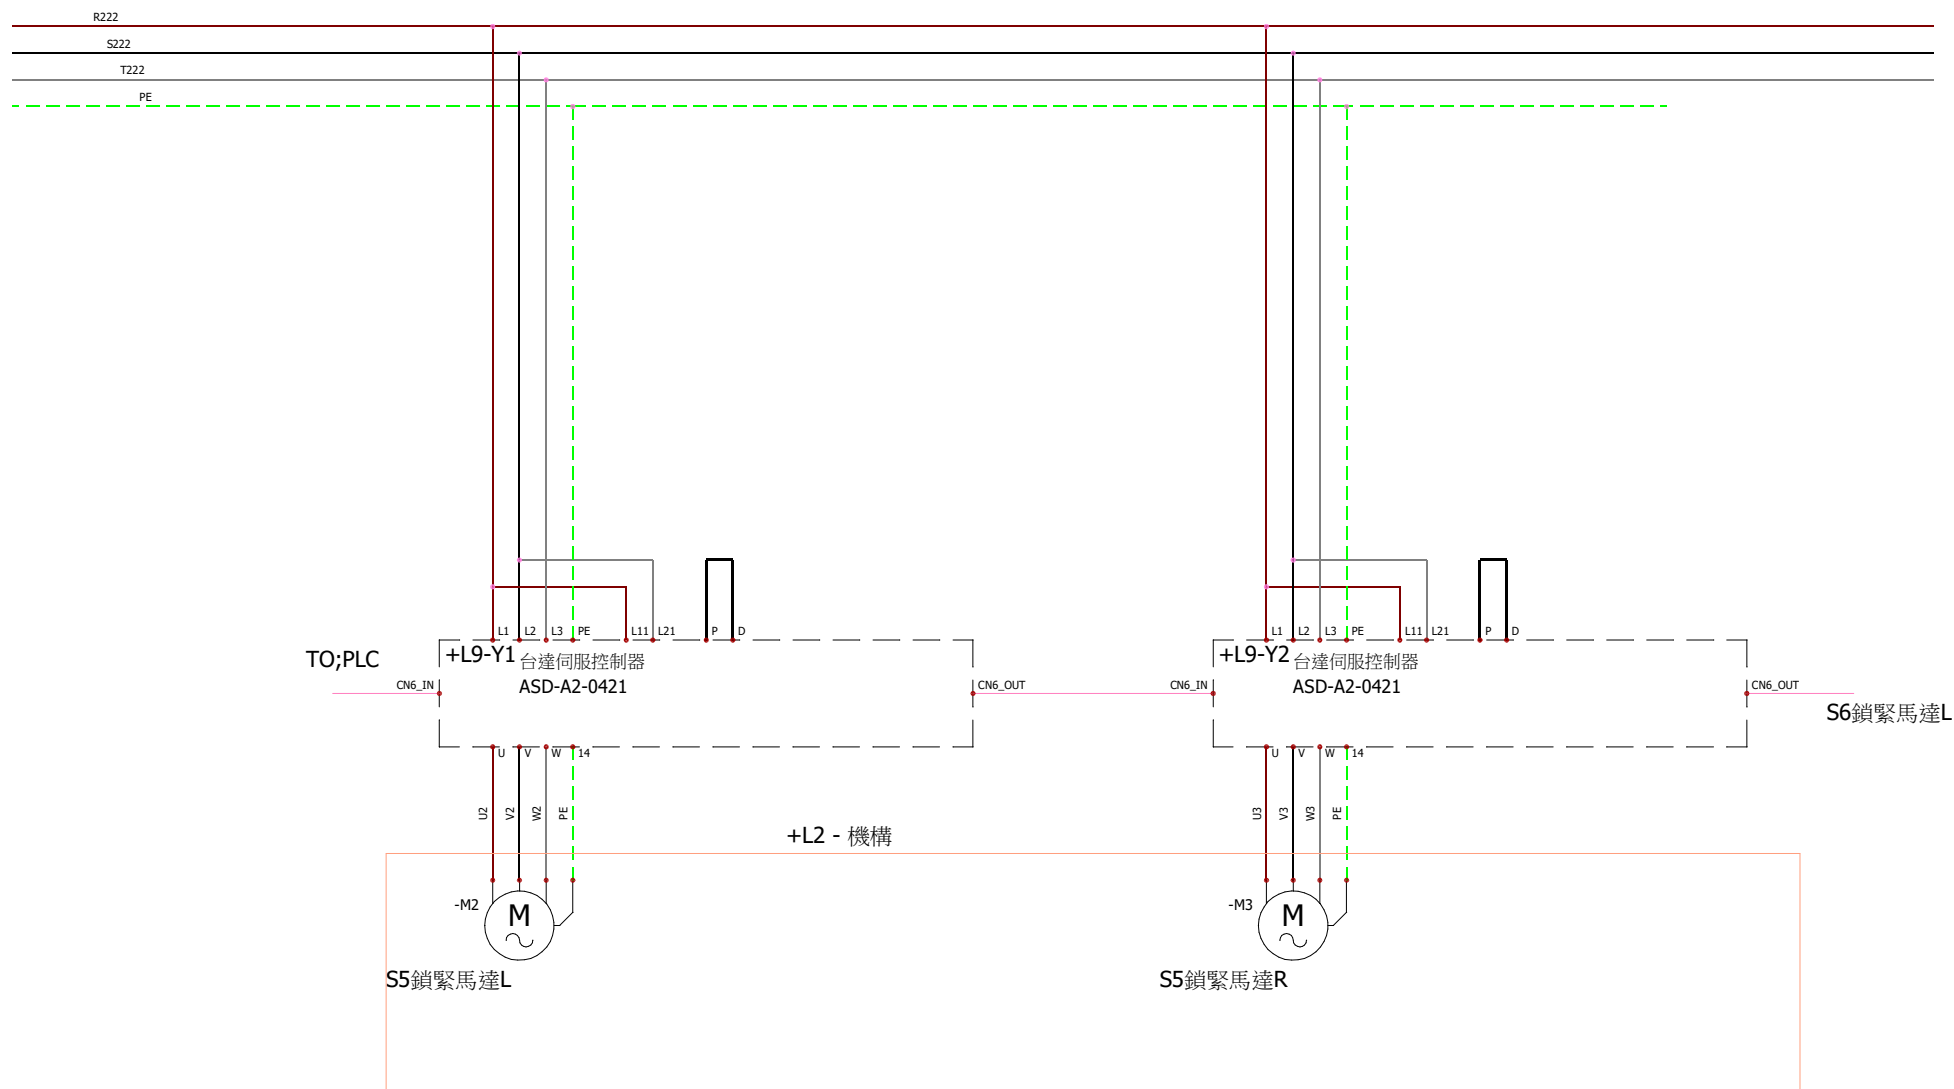 R222
S222
T222
PE
L1 L2 L3 PE L11 L21 P D
L1 L2 L3 PE L11 L21 P D
TO;PLC
+L9-Y1 台達伺服控制器
ASD-A2-0421
CN6_IN
CN6_OUT
+L9-Y2 台達伺服控制器
ASD-A2-0421
CN6_IN
CN6_OUT
S6鎖緊馬達L
U V W 14
U V W 14
U2 V2 W2 PE
U3 V3 W3 PE
+L2 - 機構
-M2
M
S5鎖緊馬達L
-M3
M
S5鎖緊馬達R